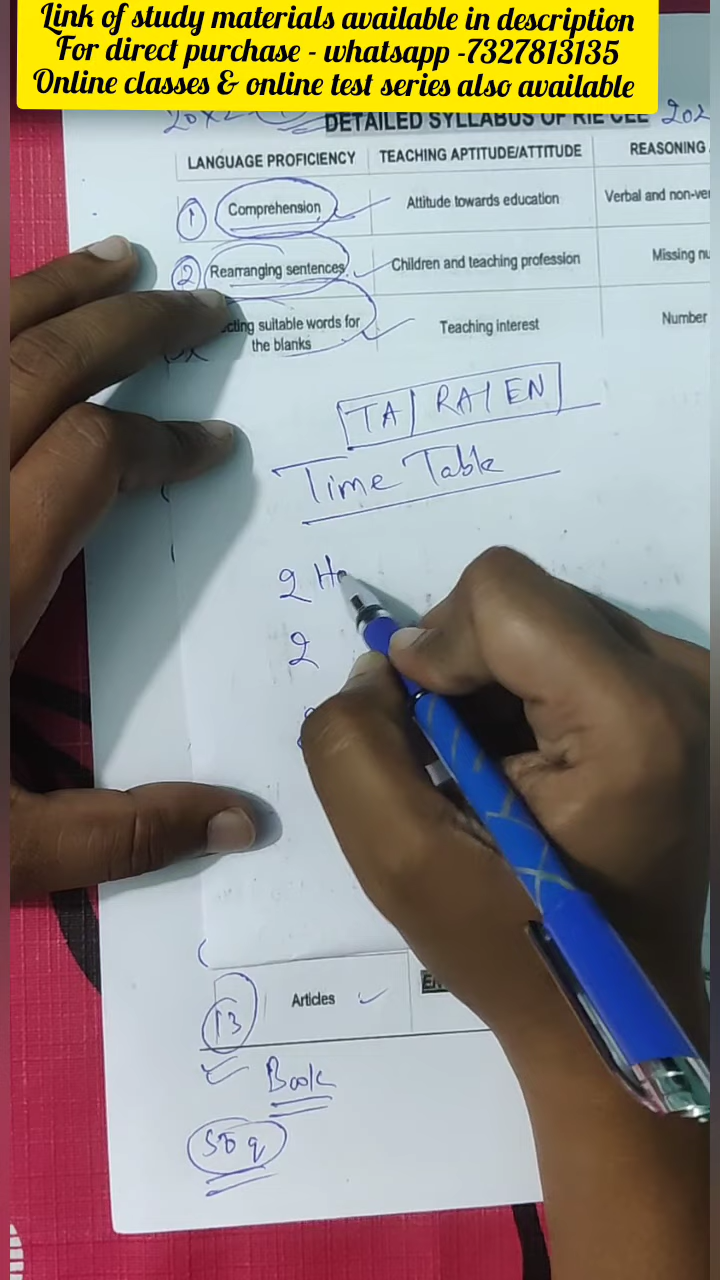 Link of study materials available in description
For direct purchase - whatsapp -7327813135
Online classes & online test series also available
DETAILED SYLLABUS OF RIE CEE 202
LANGUAGE PROFICIENCY TEACHING APTITUDE/ATTITUDE REASONING
1 Comprehension Attitude towards education Verbal and non-ver
2 Rearranging sentences Children and teaching profession Missing nu
cting suitable words for the blanks Teaching interest Number
TA RA EN
Time Table
2 Ho
2
13 Articles
Book